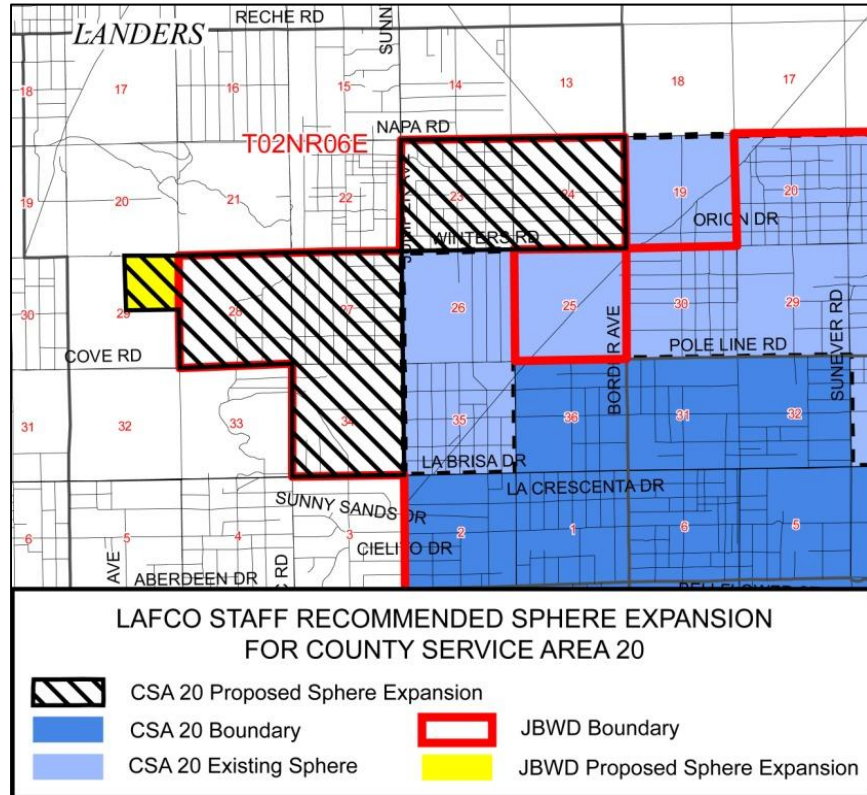 RECHE RD
LANDERS
SUNN
18 17 16 15 14 13 18 17
NAPA RD
T02NR06E
19 20 21 22 23 24 19 20
ORION DR
WINTERS RD
30 29 28 27 26 25 30 29
COVE RD
POLE LINE RD
BORDER AVE
SUNEVER RD
31 32 33 34 35 36 31 32
LA BRISA DR
LA CRESCENTA DR
SUNNY SANDS DR
6 5 4 3 2 1 6 5
CIELITO DR
AVE
ABERDEEN DR
RD
LAFCO STAFF RECOMMENDED SPHERE EXPANSION
FOR COUNTY SERVICE AREA 20
CSA 20 Proposed Sphere Expansion
CSA 20 Boundary
JBWD Boundary
CSA 20 Existing Sphere
JBWD Proposed Sphere Expansion